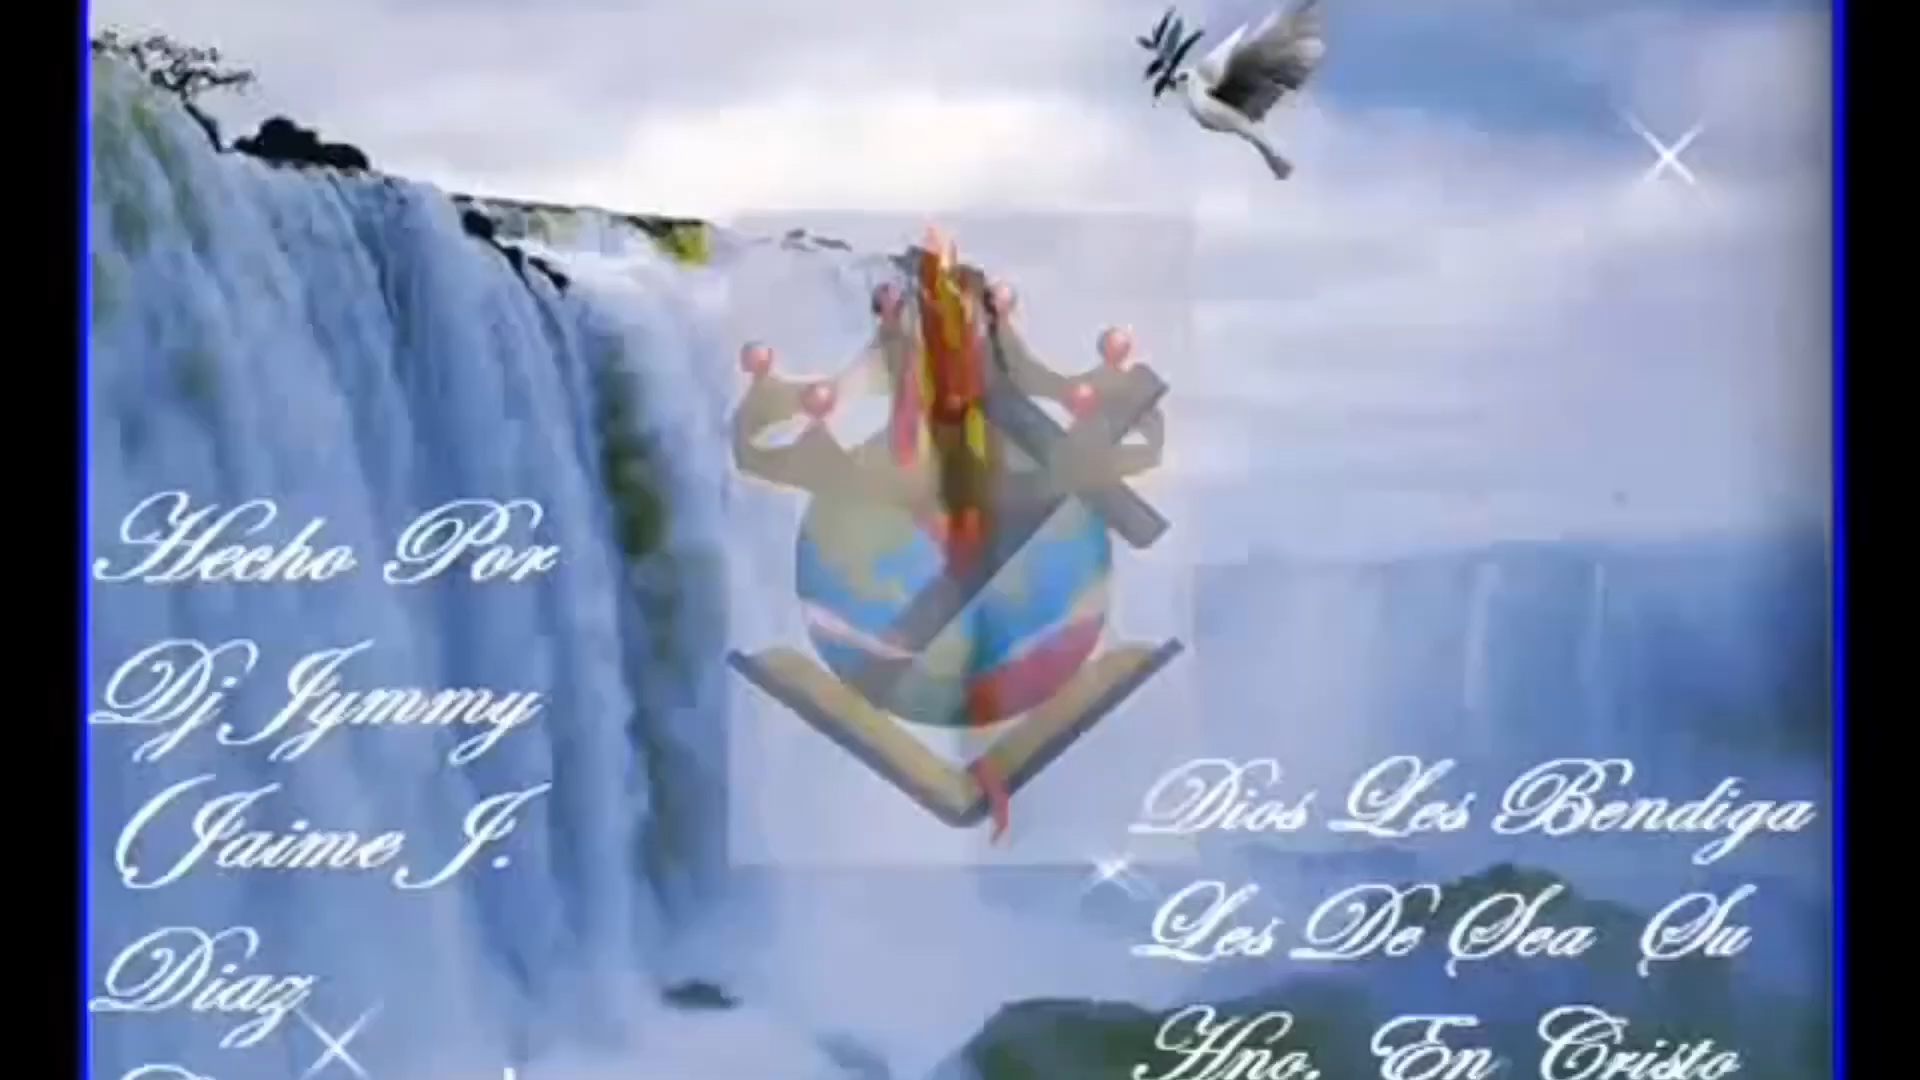 Hecho Por
Dj Jymmy
(Jaime J.
Diaz
Dios Les Bendiga
Les De Sea Su
Hno. En Cristo